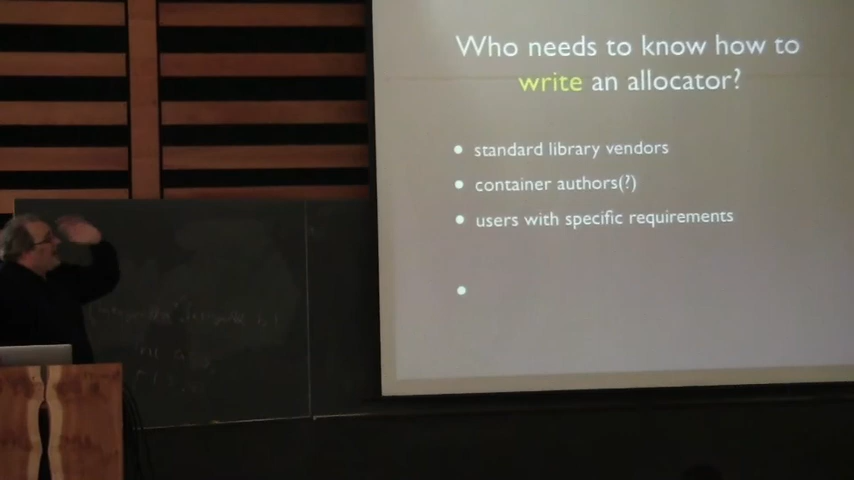 Who needs to know how to
write an allocator?
• standard library vendors
• container authors(?)
• users with specific requirements
•